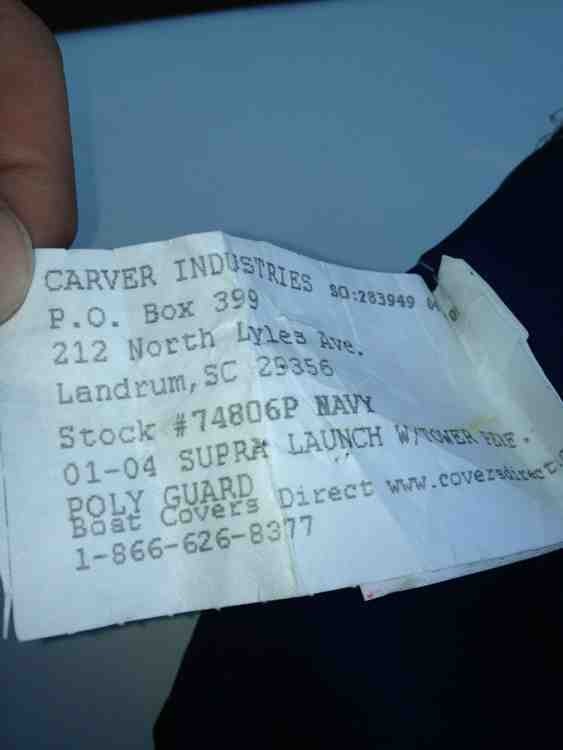 CARVER INDUSTRIES SO:283949
P.O. Box 399
212 North Lyles Ave.
Landrum, SC 29356
Stock #74806P NAVY
01-04 SUPRA LAUNCH W/TOWER
POLY GUARD
Boat Covers Direct www.coversdirect
1-866-626-8377